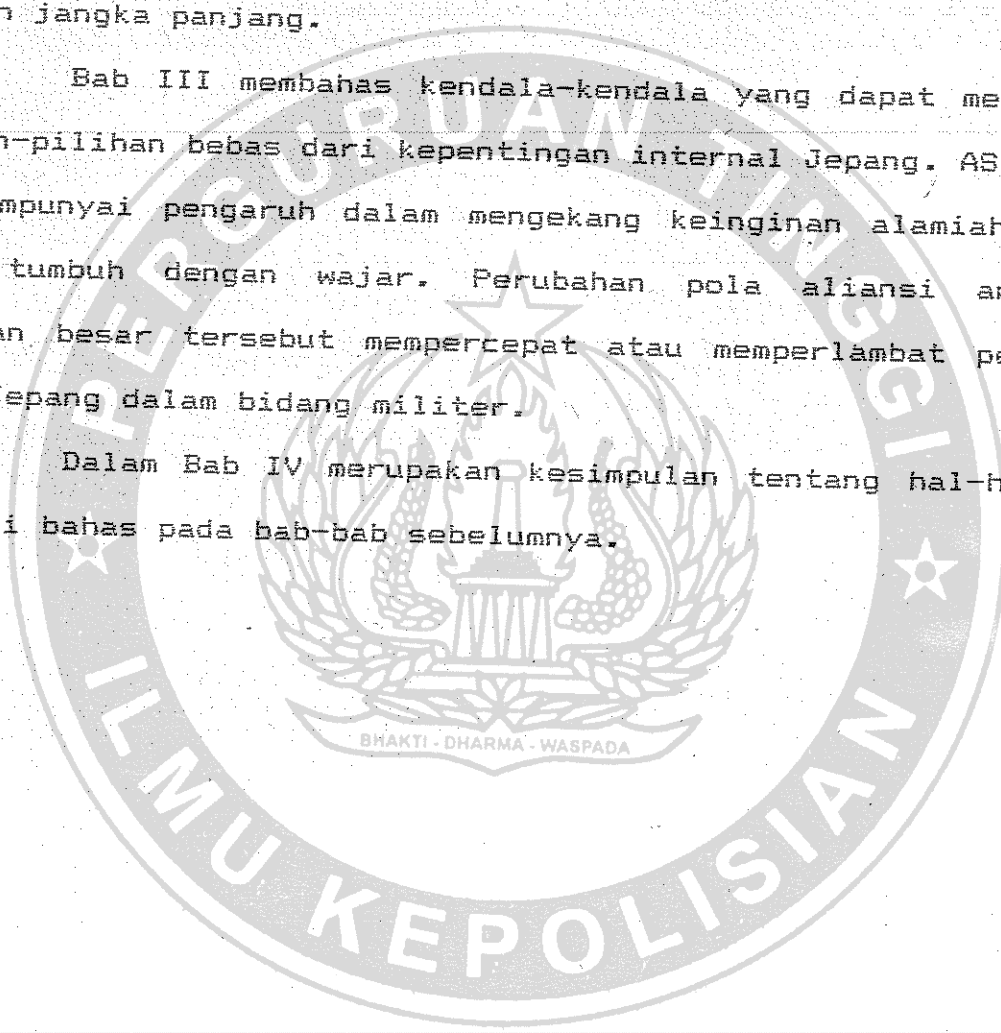 n jangka panjang.
Bab III membahas kendala-kendala yang dapat me
n-pilihan bebas dari kepentingan internal Jepang. AS
mpunyai pengaruh dalam mengekang keinginan alamiah
tumbuh dengan wajar. Perubahan pola aliansi an
an besar tersebut mempercepat atau memperlambat pe
Jepang dalam bidang militer.
Dalam Bab IV merupakan kesimpulan tentang hal-h
i bahas pada bab-bab sebelumnya.
PERGURUAN TINGGI
BHAKTI - DHARMA - WASPADA
ILMU KEPOLISIAN